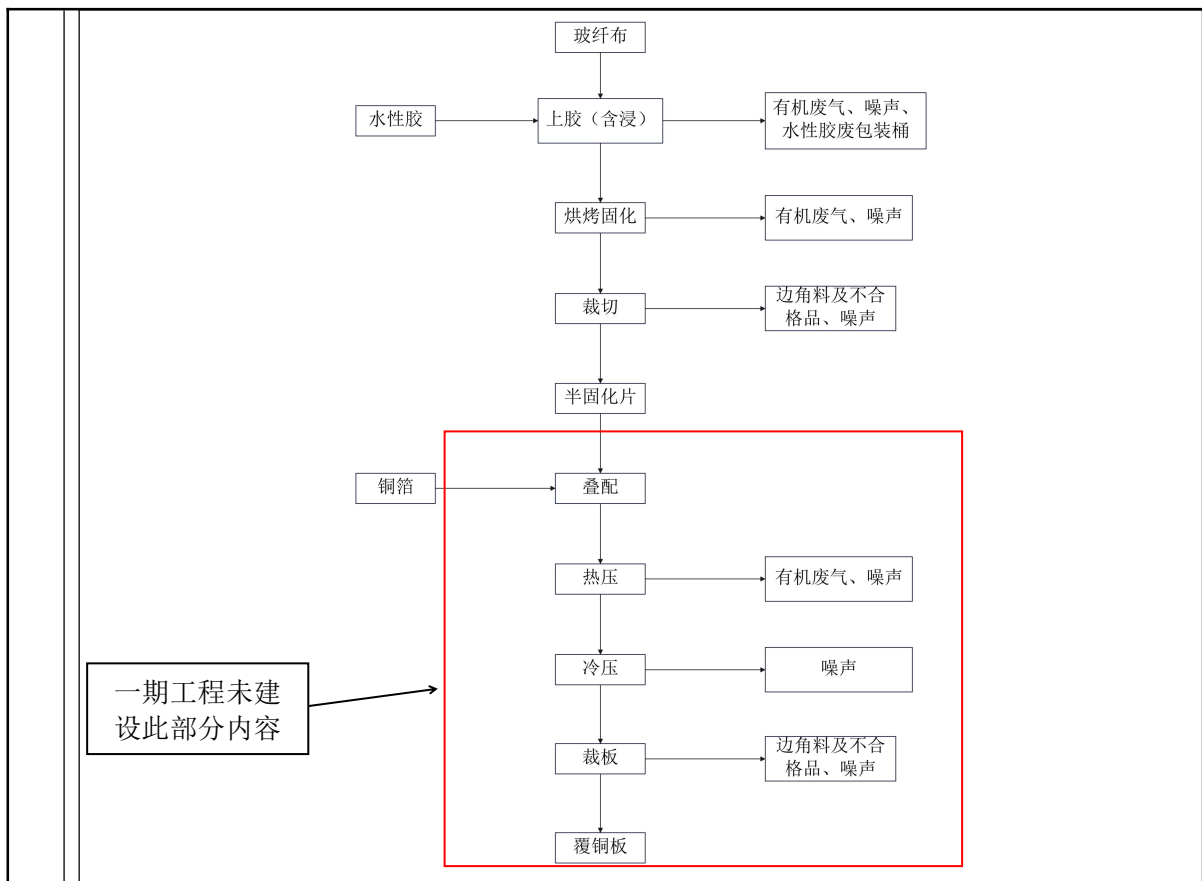 玻纤布
水性胶
上胶（含浸）
有机废气、噪声、
水性胶废包装桶
烘烤固化
有机废气、噪声
裁切
边角料及不合
格品、噪声
半固化片
铜箔
叠配
热压
有机废气、噪声
冷压
噪声
一期工程未建
设此部分内容
裁板
边角料及不合
格品、噪声
覆铜板